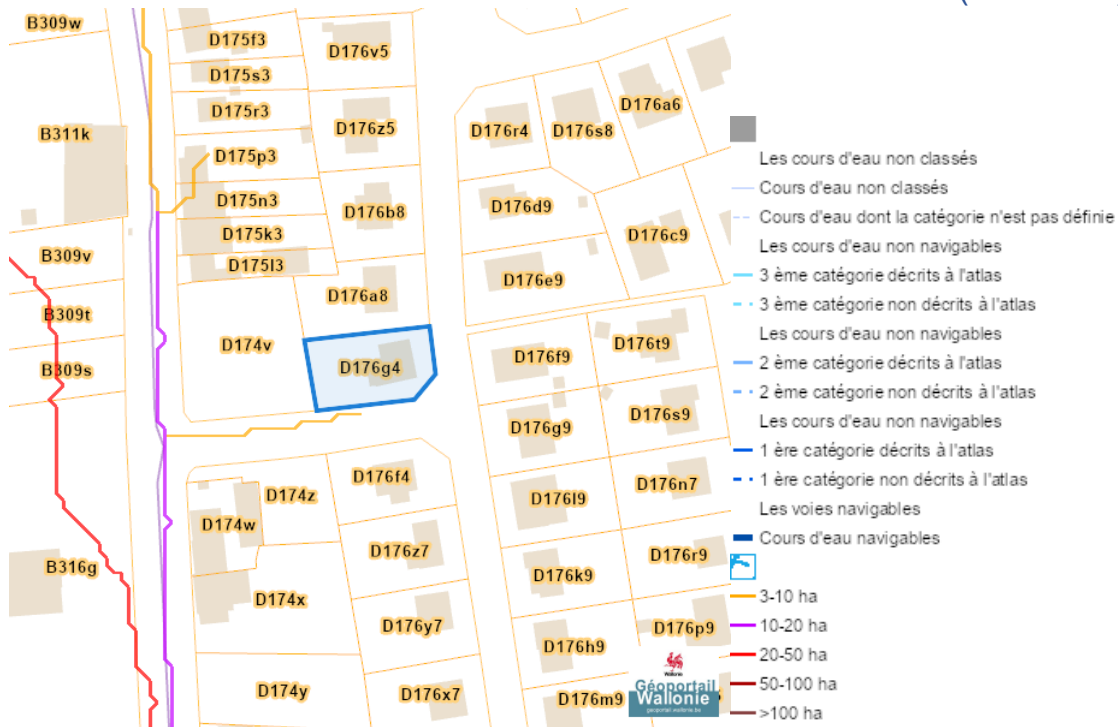 B309w
D175f3
D176v5
D175s3
D176a6
D175r3
D176z5
D176r4
D176s8
B311k
D175p3
D175n3
D176b8
D176d9
D175k3
D176c9
B309v
D175l3
D176e9
D176a8
B309t
D174v
D176f9
D176t9
B309s
D176g4
D176g9
D176s9
D176f4
D174z
D176l9
D176n7
D174w
D176z7
D176r9
B316g
D176k9
D174x
D176y7
D176p9
D176h9
D174y
D176x7
D176m9
Wallonie
Géoportail
Wallonie
geoportail.wallonie.be
Les cours d'eau non classés
Cours d'eau non classés
Cours d'eau dont la catégorie n'est pas définie
Les cours d'eau non navigables
3 ème catégorie décrits à l'atlas
3 ème catégorie non décrits à l'atlas
Les cours d'eau non navigables
2 ème catégorie décrits à l'atlas
2 ème catégorie non décrits à l'atlas
Les cours d'eau non navigables
1 ère catégorie décrits à l'atlas
1 ère catégorie non décrits à l'atlas
Les voies navigables
Cours d'eau navigables
3-10 ha
10-20 ha
20-50 ha
50-100 ha
>100 ha